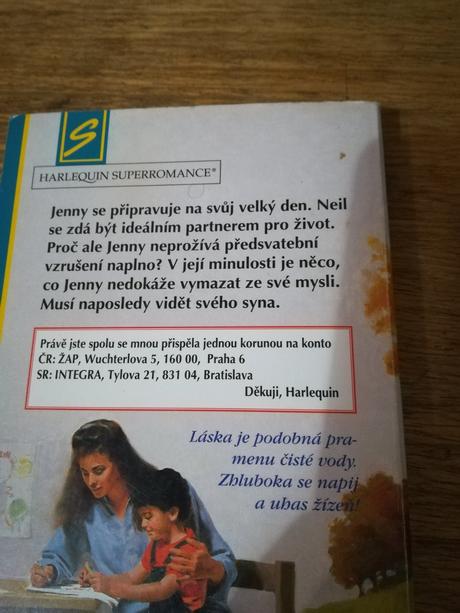 S
HARLEQUIN SUPERROMANCE®
Jenny se připravuje na svůj velký den. Neil
se zdá být ideálním partnerem pro život.
Proč ale Jenny neprožívá předsvatební
vzrušení naplno? V její minulosti je něco,
co Jenny nedokáže vymazat ze své mysli.
Musí naposledy vidět svého syna.
Právě jste spolu se mnou přispěla jednou korunou na konto
ČR: ŽAP, Wuchterlova 5, 160 00, Praha 6
SR: INTEGRA, Tylova 21, 831 04, Bratislava
Děkuji, Harlequin
Láska je podobná pra-
menu čisté vody.
Zhluboka se napij
a uhas žízeň!